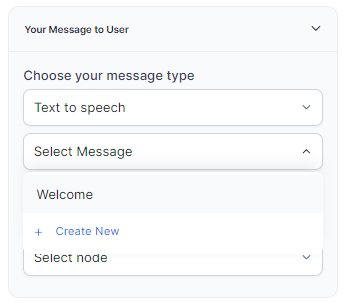 Your Message to User
Choose your message type
Text to speech
Select Message
Welcome
+ Create New
Select node